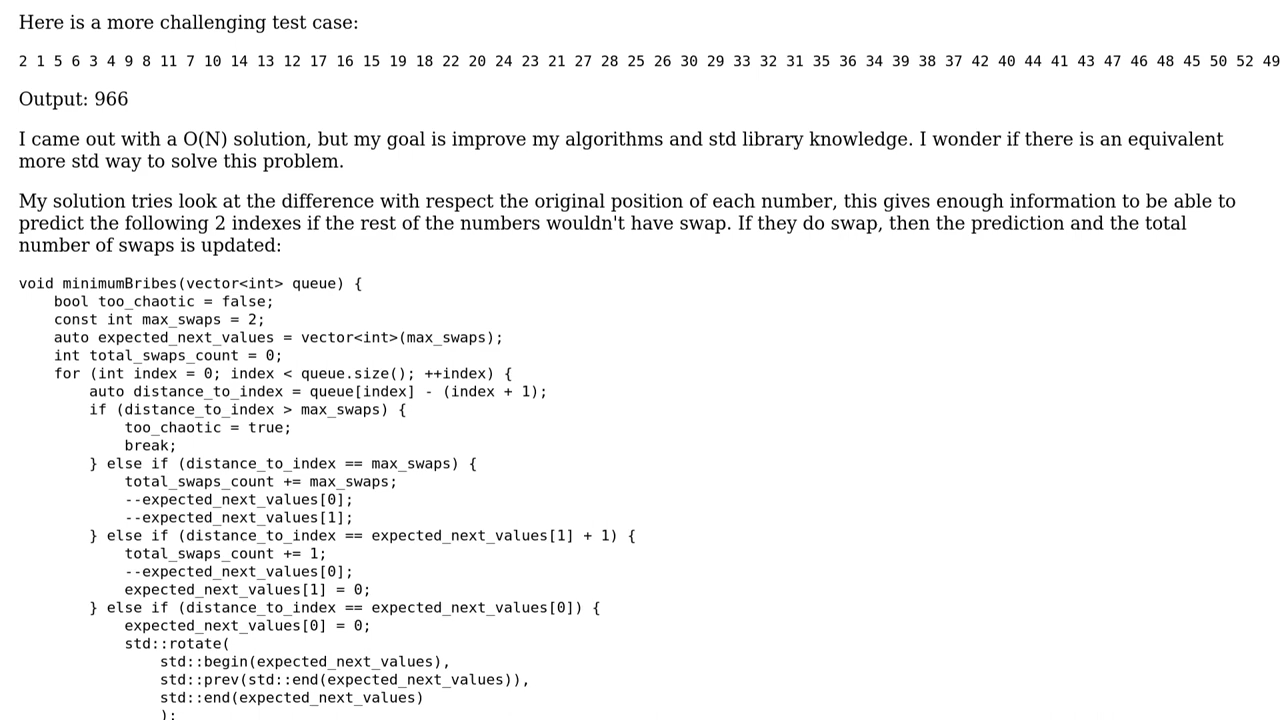 Here is a more challenging test case:
2 1 5 6 3 4 9 8 11 7 10 14 13 12 17 16 15 19 18 22 20 24 23 21 27 28 25 26 30 29 33 32 31 35 36 34 39 38 37 42 40 44 41 43 47 46 48 45 50 52 49
Output: 966
I came out with a O(N) solution, but my goal is improve my algorithms and std library knowledge. I wonder if there is an equivalent
more std way to solve this problem.
My solution tries look at the difference with respect the original position of each number, this gives enough information to be able to
predict the following 2 indexes if the rest of the numbers wouldn't have swap. If they do swap, then the prediction and the total
number of swaps is updated:
void minimumBribes(vector<int> queue) {
    bool too_chaotic = false;
    const int max_swaps = 2;
    auto expected_next_values = vector<int>(max_swaps);
    int total_swaps_count = 0;
    for (int index = 0; index < queue.size(); ++index) {
        auto distance_to_index = queue[index] - (index + 1);
        if (distance_to_index > max_swaps) {
            too_chaotic = true;
            break;
        } else if (distance_to_index == max_swaps) {
            total_swaps_count += max_swaps;
            --expected_next_values[0];
            --expected_next_values[1];
        } else if (distance_to_index == expected_next_values[1] + 1) {
            total_swaps_count += 1;
            --expected_next_values[0];
            expected_next_values[1] = 0;
        } else if (distance_to_index == expected_next_values[0]) {
            expected_next_values[0] = 0;
            std::rotate(
                std::begin(expected_next_values),
                std::prev(std::end(expected_next_values)),
                std::end(expected_next_values)
                );